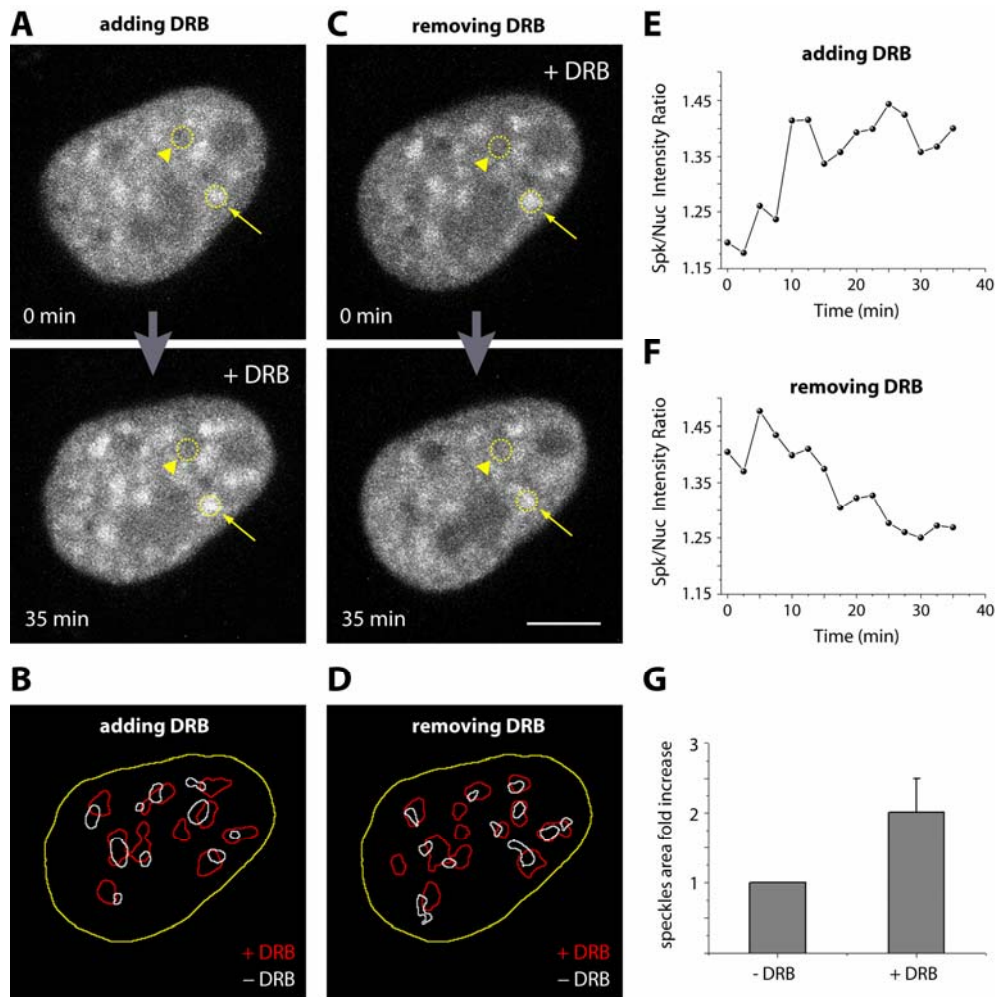 A
adding DRB
0 min
+ DRB
35 min
B
adding DRB
+ DRB
– DRB
C
removing DRB
+ DRB
0 min
35 min
D
removing DRB
+ DRB
– DRB
E
adding DRB
Spk/Nuc Intensity Ratio
1.45
1.35
1.25
1.15
0 10 20 30 40
Time (min)
F
removing DRB
Spk/Nuc Intensity Ratio
1.45
1.35
1.25
1.15
0 10 20 30 40
Time (min)
G
speckles area fold increase
3
2
1
- DRB + DRB